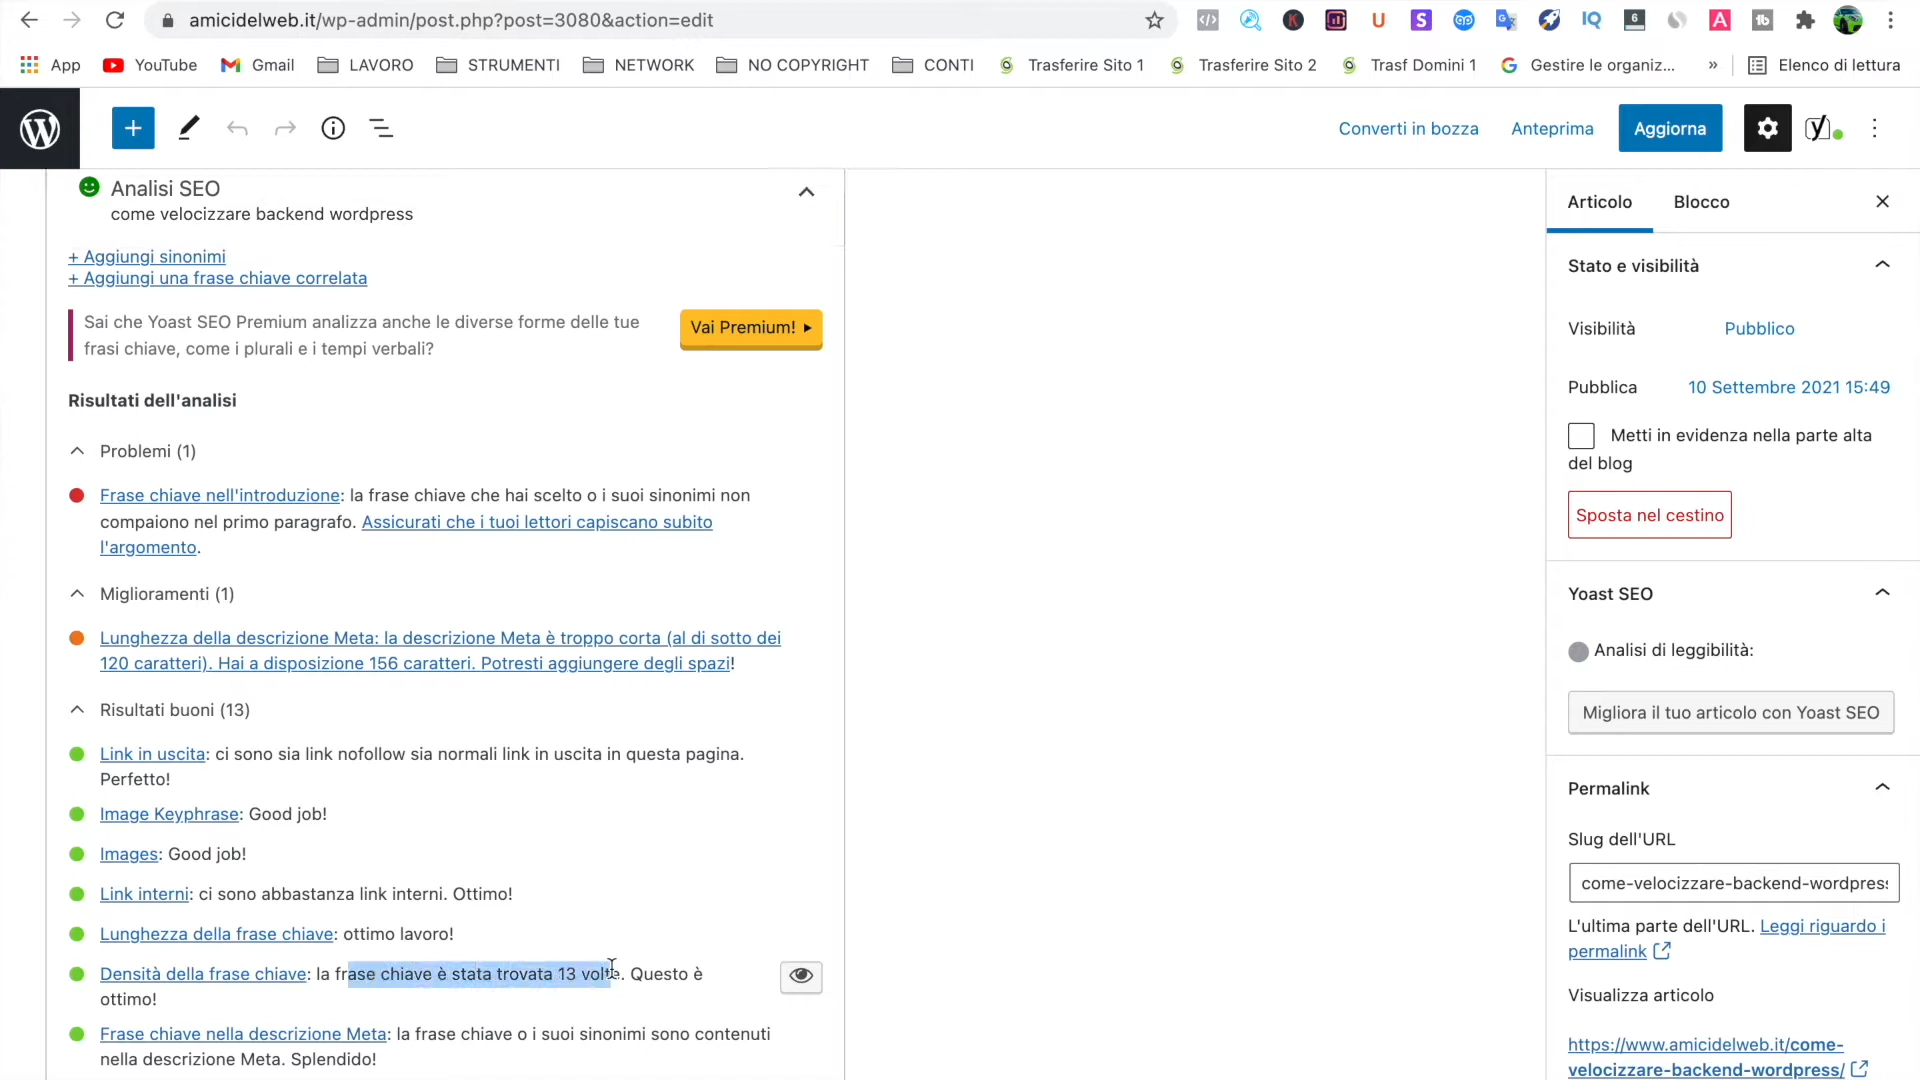 amicidelweb.it/wp-admin/post.php?post=3080&action=edit
App YouTube Gmail LAVORO STRUMENTI NETWORK NO COPYRIGHT CONTI Trasferire Sito 1 Trasferire Sito 2 Trasf Domini 1 Gestire le organiz... » Elenco di lettura
Converti in bozza Anteprima Aggiorna
Analisi SEO
come velocizzare backend wordpress
+ Aggiungi sinonimi
+ Aggiungi una frase chiave correlata
Sai che Yoast SEO Premium analizza anche le diverse forme delle tue
frasi chiave, come i plurali e i tempi verbali?
Vai Premium!
Risultati dell'analisi
Problemi (1)
Frase chiave nell'introduzione: la frase chiave che hai scelto o i suoi sinonimi non
compaiono nel primo paragrafo. Assicurati che i tuoi lettori capiscano subito
l'argomento.
Miglioramenti (1)
Lunghezza della descrizione Meta: la descrizione Meta è troppo corta (al di sotto dei
120 caratteri). Hai a disposizione 156 caratteri. Potresti aggiungere degli spazi!
Risultati buoni (13)
Link in uscita: ci sono sia link nofollow sia normali link in uscita in questa pagina.
Perfetto!
Image Keyphrase: Good job!
Images: Good job!
Link interni: ci sono abbastanza link interni. Ottimo!
Lunghezza della frase chiave: ottimo lavoro!
Densità della frase chiave: la frase chiave è stata trovata 13 volte. Questo è
ottimo!
Frase chiave nella descrizione Meta: la frase chiave o i suoi sinonimi sono contenuti
nella descrizione Meta. Splendido!
Articolo Blocco
Stato e visibilità
Visibilità Pubblico
Pubblica 10 Settembre 2021 15:49
Metti in evidenza nella parte alta
del blog
Sposta nel cestino
Yoast SEO
Analisi di leggibilità:
Migliora il tuo articolo con Yoast SEO
Permalink
Slug dell'URL
come-velocizzare-backend-wordpress
L'ultima parte dell'URL. Leggi riguardo i
permalink
Visualizza articolo
https://www.amicidelweb.it/come-
velocizzare-backend-wordpress/